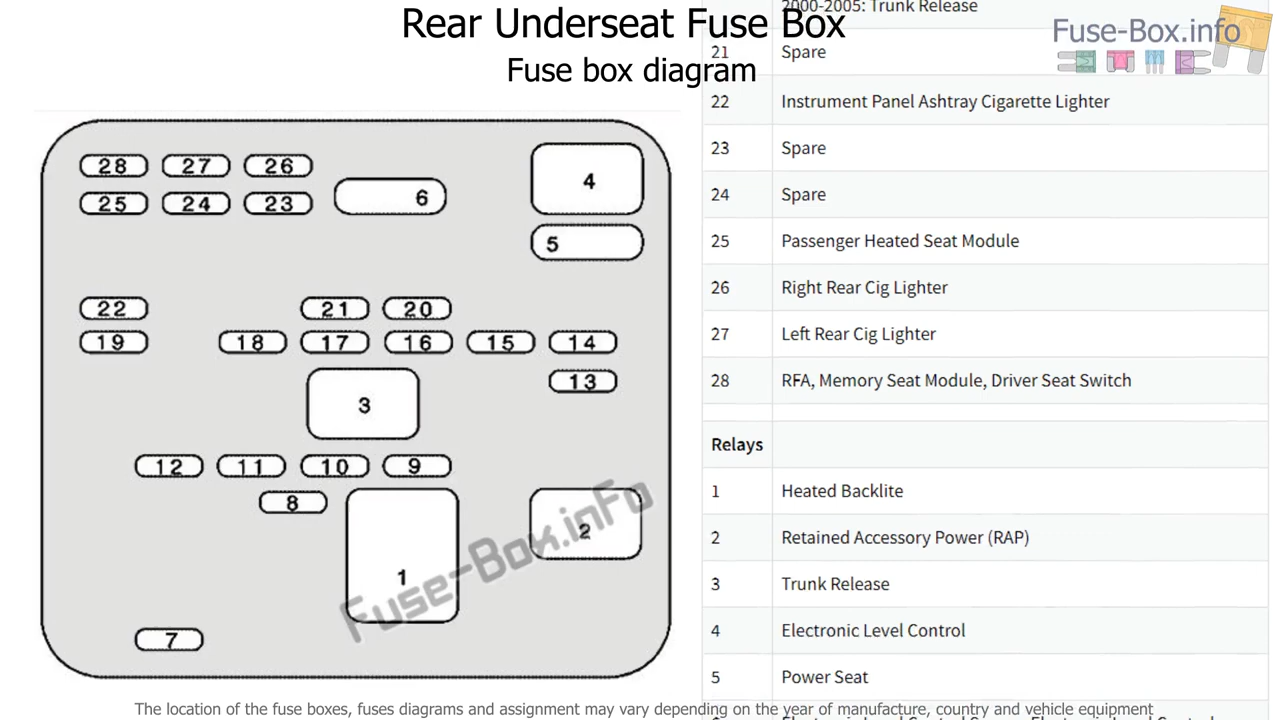 Rear Underseat Fuse Box
Fuse box diagram
Fuse-Box.info
28 27 26
25 24 23
6
4
5
22 21 20
19 18 17 16 15 14
13
3
12 11 10 9
8
1
2
7
Fuse-Box.info
2000-2005: Trunk Release
21 Spare
22 Instrument Panel Ashtray Cigarette Lighter
23 Spare
24 Spare
25 Passenger Heated Seat Module
26 Right Rear Cig Lighter
27 Left Rear Cig Lighter
28 RFA, Memory Seat Module, Driver Seat Switch
Relays
1 Heated Backlite
2 Retained Accessory Power (RAP)
3 Trunk Release
4 Electronic Level Control
5 Power Seat
The location of the fuse boxes, fuses diagrams and assignment may vary depending on the year of manufacture, country and vehicle equipment